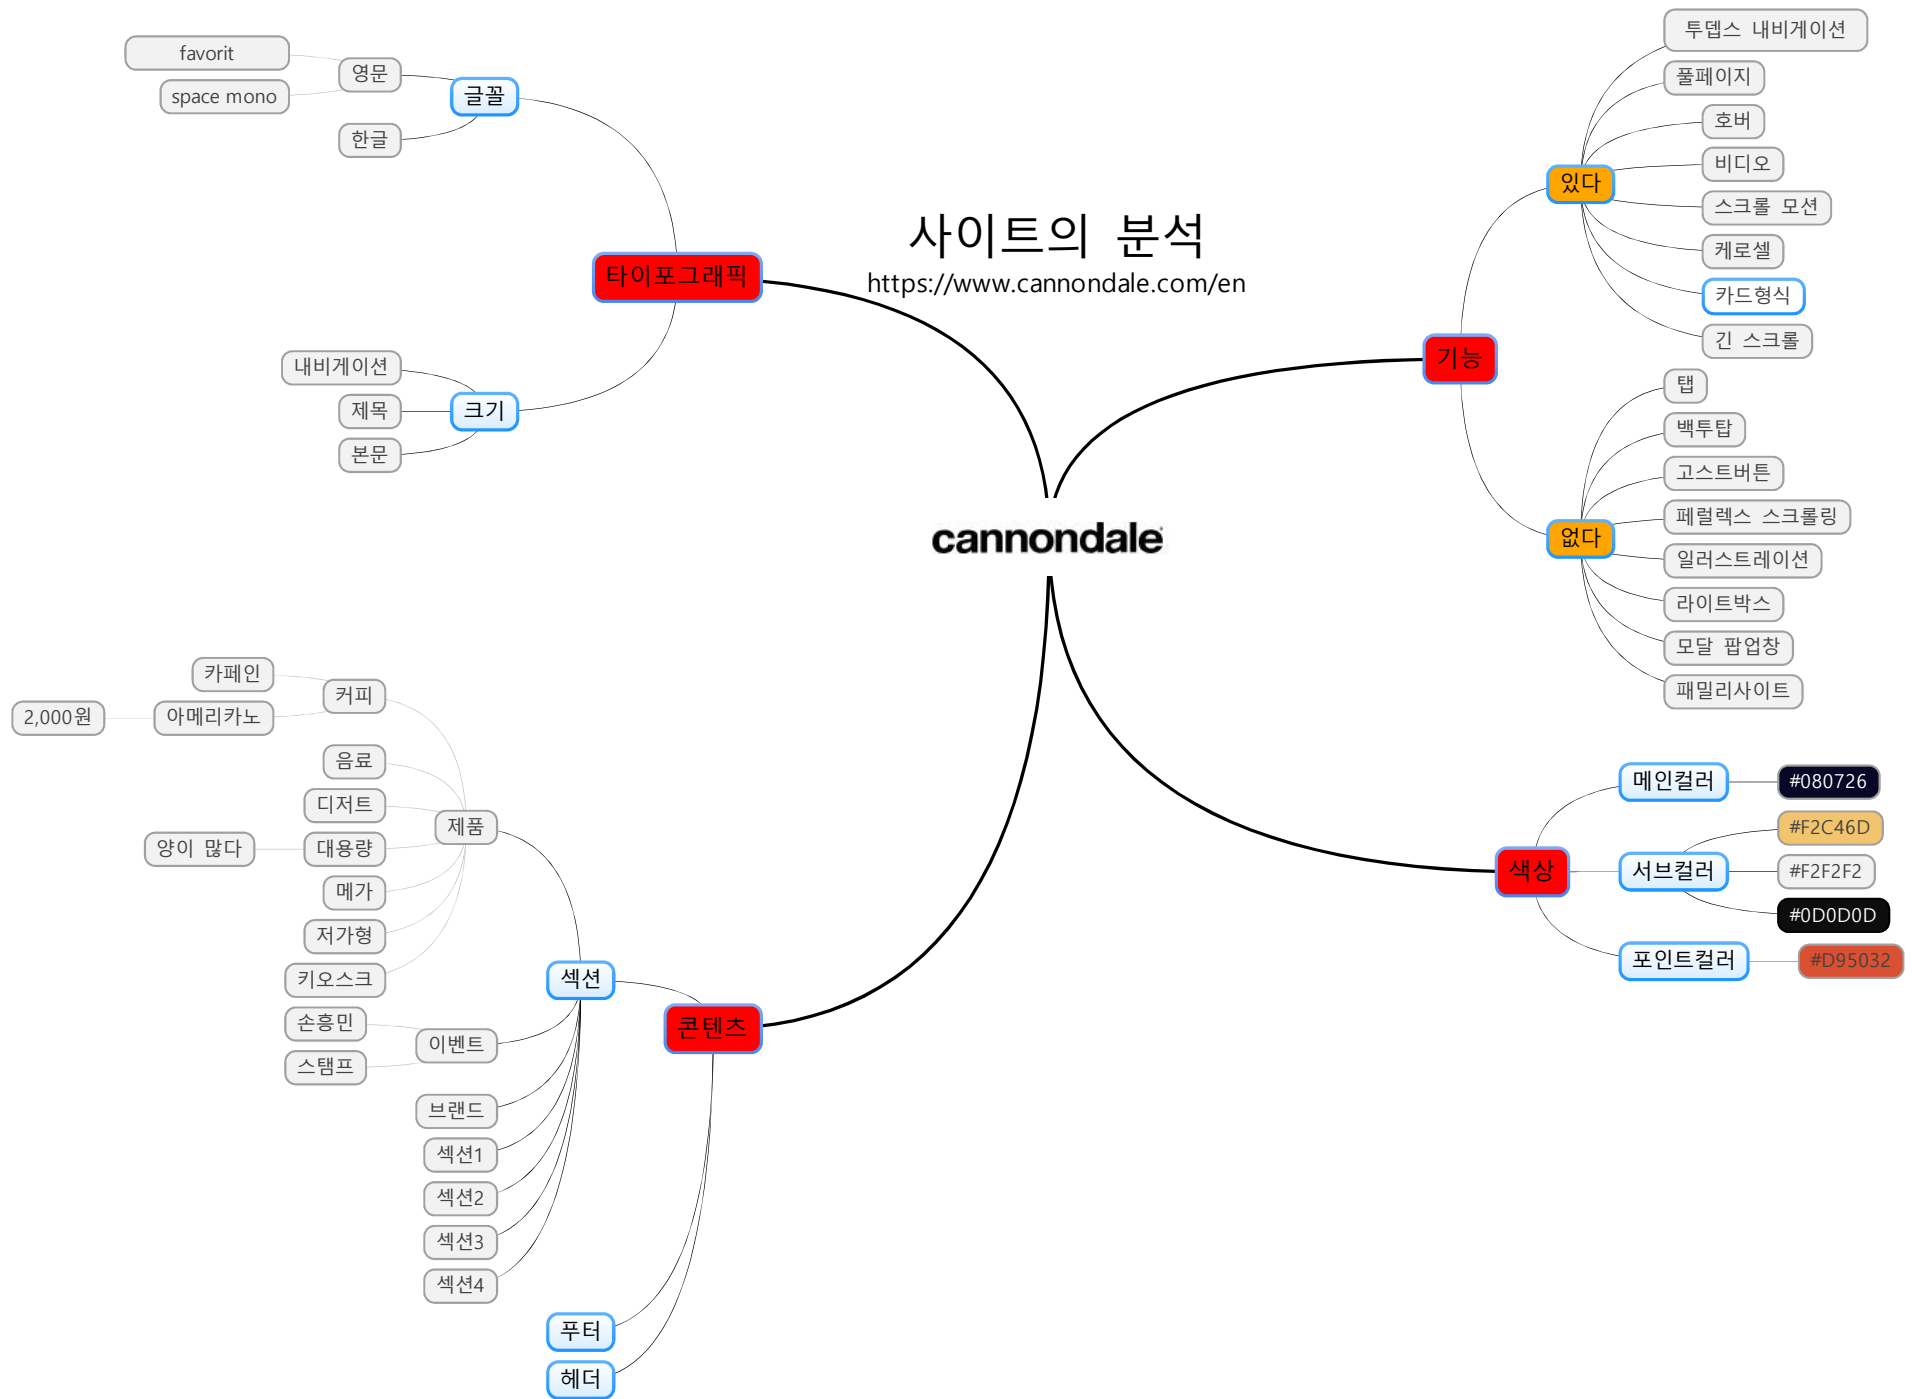 사이트의 분석
https://www.cannondale.com/en
cannondale
타이포그래픽
글꼴
영문
favorit
space mono
한글
크기
내비게이션
제목
본문
기능
있다
투뎁스 내비게이션
풀페이지
호버
비디오
스크롤 모션
케로셀
카드형식
긴 스크롤
없다
탭
백투탑
고스트버튼
페럴렉스 스크롤링
일러스트레이션
라이트박스
모달 팝업창
패밀리사이트
색상
메인컬러
#080726
서브컬러
#F2C46D
#F2F2F2
#0D0D0D
포인트컬러
#D95032
콘텐츠
섹션
제품
커피
카페인
아메리카노
2,000원
음료
디저트
대용량
양이 많다
메가
저가형
키오스크
이벤트
손흥민
스탬프
브랜드
섹션1
섹션2
섹션3
섹션4
푸터
헤더